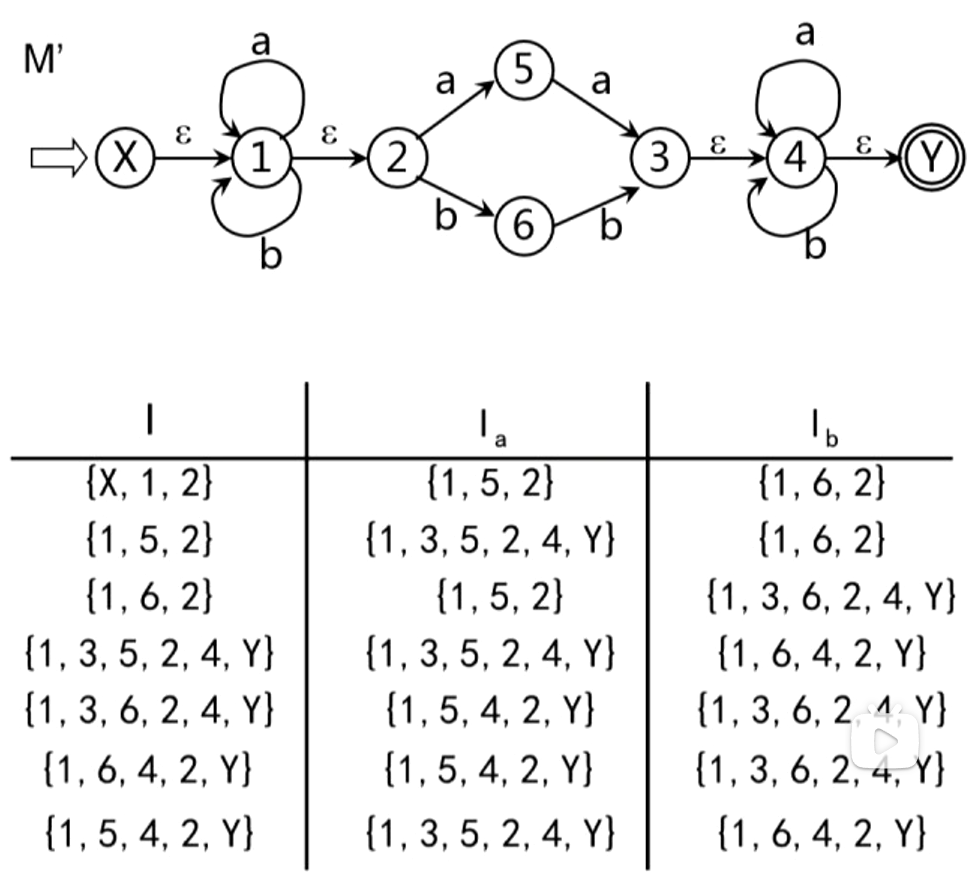 M’
a a
5
a a
ε ε ε ε
X 1 2 3 4 Y
b b
6
b b
I I a I b
{X, 1, 2} {1, 5, 2} {1, 6, 2}
{1, 5, 2} {1, 3, 5, 2, 4, Y} {1, 6, 2}
{1, 6, 2} {1, 5, 2} {1, 3, 6, 2, 4, Y}
{1, 3, 5, 2, 4, Y} {1, 3, 5, 2, 4, Y} {1, 6, 4, 2, Y}
{1, 3, 6, 2, 4, Y} {1, 5, 4, 2, Y} {1, 3, 6, 2, 4, Y}
{1, 6, 4, 2, Y} {1, 5, 4, 2, Y} {1, 3, 6, 2, 4, Y}
{1, 5, 4, 2, Y} {1, 3, 5, 2, 4, Y} {1, 6, 4, 2, Y}